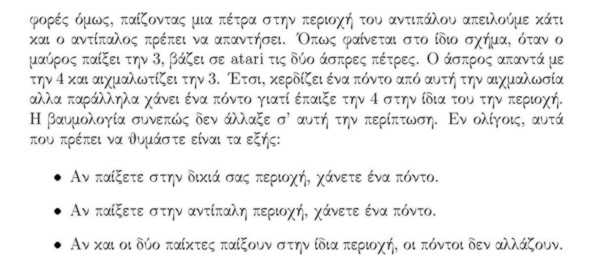 φορές όμως, παίζοντας μια πέτρα στην περιοχή του αντιπάλου απειλούμε κάτι
και ο αντίπαλος πρέπει να απαντήσει. Όπως φαίνεται στο ίδιο σχήμα, όταν ο
μαύρος παίξει την 3, βάζει σε atari τις δύο άσπρες πέτρες. Ο άσπρος απαντά με
την 4 και αιχμαλωτίζει την 3. Έτσι, κερδίζει ένα πόντο από αυτή την αιχμαλωσία
αλλα παράλληλα χάνει ένα πόντο γιατί έπαιξε την 4 στην ίδια του την περιοχή.
Η βαυμολογία συνεπώς δεν άλλαξε σ' αυτή την περίπτωση. Εν ολίγοις, αυτά
που πρέπει να θυμάστε είναι τα εξής:
• Αν παίξετε στην δικιά σας περιοχή, χάνετε ένα πόντο.
• Αν παίξετε στην αντίπαλη περιοχή, χάνετε ένα πόντο.
• Αν και οι δύο παίκτες παίξουν στην ίδια περιοχή, οι πόντοι δεν αλλάζουν.